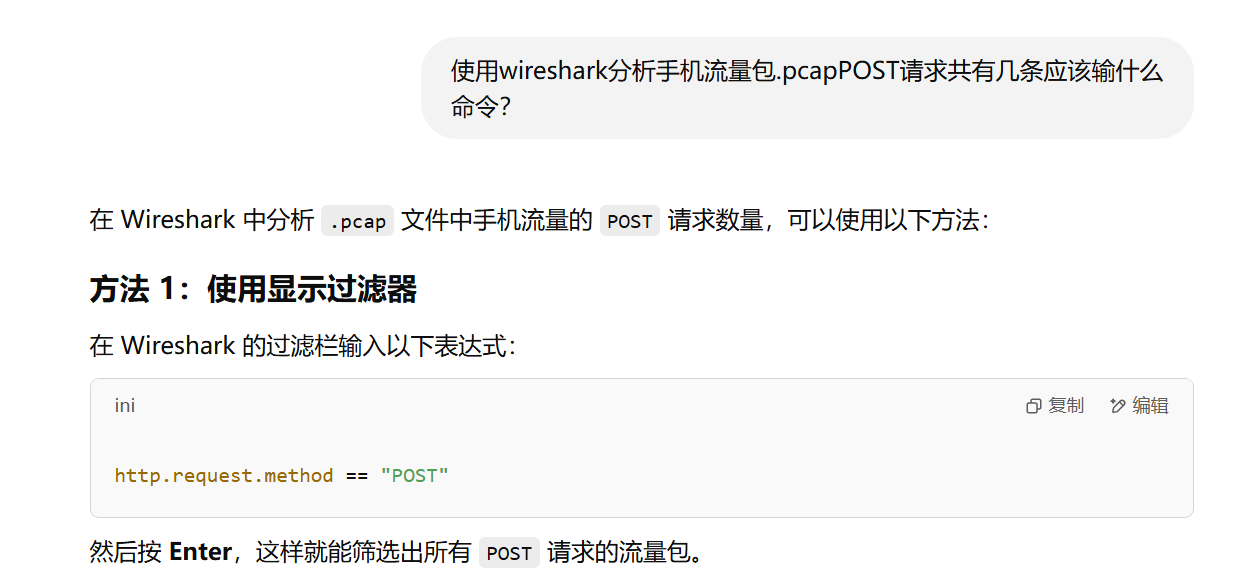 使用wireshark分析手机流量包.pcapPOST请求共有几条应该输什么
命令?
在 Wireshark 中分析 .pcap 文件中手机流量的 POST 请求数量，可以使用以下方法：
方法 1：使用显示过滤器
在 Wireshark 的过滤栏输入以下表达式：
ini 复制 编辑
http.request.method == "POST"
然后按 Enter，这样就能筛选出所有 POST 请求的流量包。